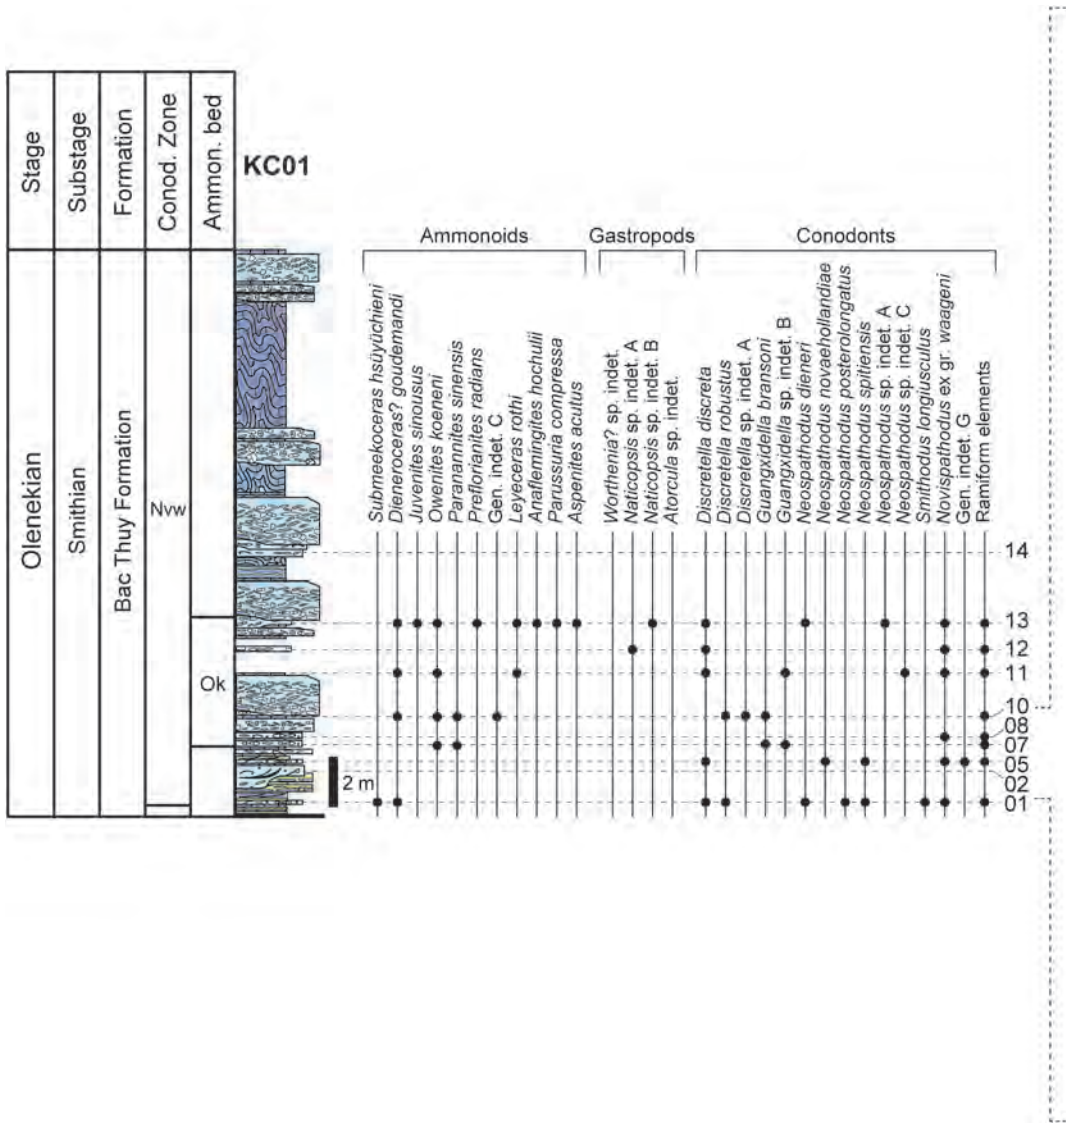 Stage
Substage
Formation
Conod. Zone
Ammon. bed
KC01
Olenekian
Smithian
Bac Thuy Formation
Nvw
Ok
2 m
Ammonoids
Gastropods
Conodonts
Submeekoceras hsüyüchieni
Dieneroceras? goudemandi
Juvenites sinousus
Owenites koeneni
Paranannites sinensis
Preflorianites radians
Gen. indet. C
Leyeceras rothi
Anaflemingites hochulii
Parussuria compressa
Aspenites acutus
Worthenia? sp. indet.
Naticopsis sp. indet. A
Naticopsis sp. indet. B
Atorcula sp. indet.
Discretella discreta
Discretella robustus
Discretella sp. indet. A
Guangxidella bransoni
Guangxidella sp. indet. B
Neospathodus dieneri
Neospathodus novaehollandiae
Neospathodus posterolongatus
Neospathodus spitiensis
Neospathodus sp. indet. A
Neospathodus sp. indet. C
Smithodus longiusculus
Novispathodus ex gr. waageni
Gen. indet. G
Ramiform elements
14
13
12
11
10
08
07
05
02
01